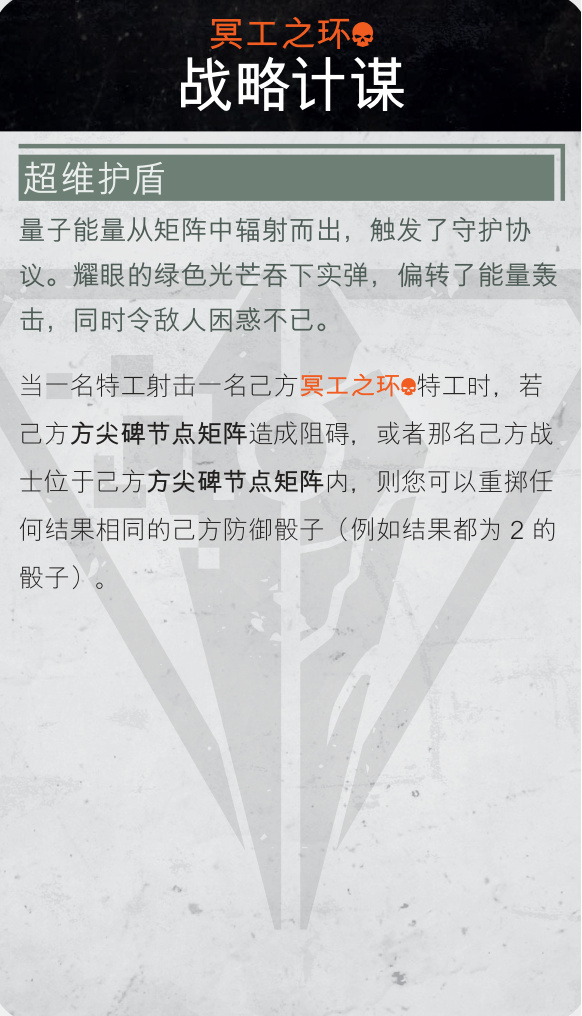 冥工之环
战略计谋
超维护盾
量子能量从矩阵中辐射而出，触发了守护协
议。耀眼的绿色光芒吞下实弹，偏转了能量轰
击，同时令敌人困惑不已。
当一名特工射击一名己方冥工之环特工时，若
己方方尖碑节点矩阵造成阻碍，或者那名己方战
士位于己方方尖碑节点矩阵内，则您可以重掷任
何结果相同的己方防御骰子（例如结果都为 2 的
骰子）。